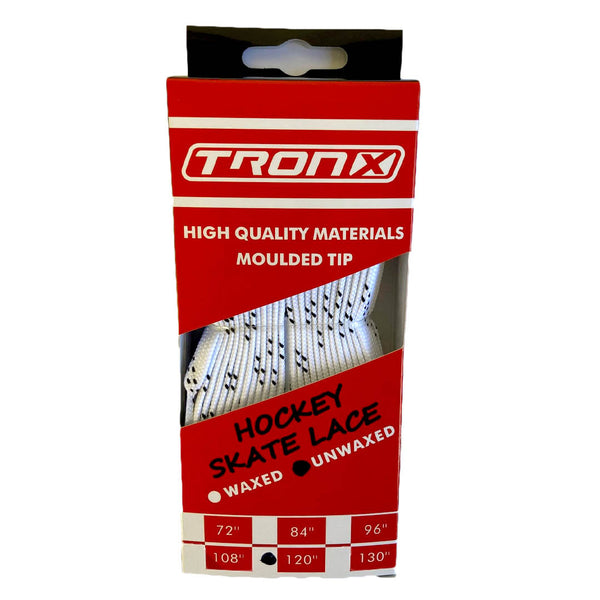 TRONX
HIGH QUALITY MATERIALS
MOULDED TIP
HOCKEY
SKATE LACE
WAXED UNWAXED
72" 84" 96"
108" 120" 130"